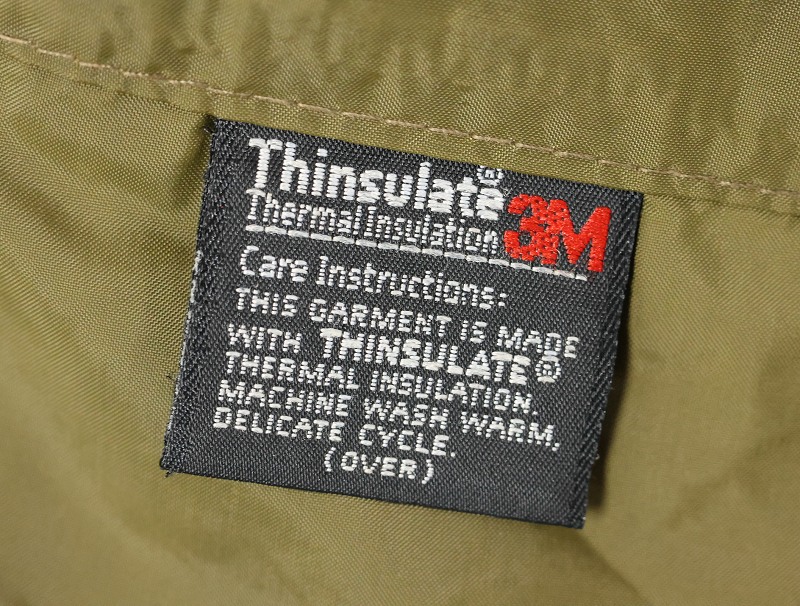 Thinsulate®
Thermal Insulation 3M
Care Instructions:
THIS GARMENT IS MADE
WITH THINSULATE®
THERMAL INSULATION.
MACHINE WASH WARM,
DELICATE CYCLE.
(OVER)